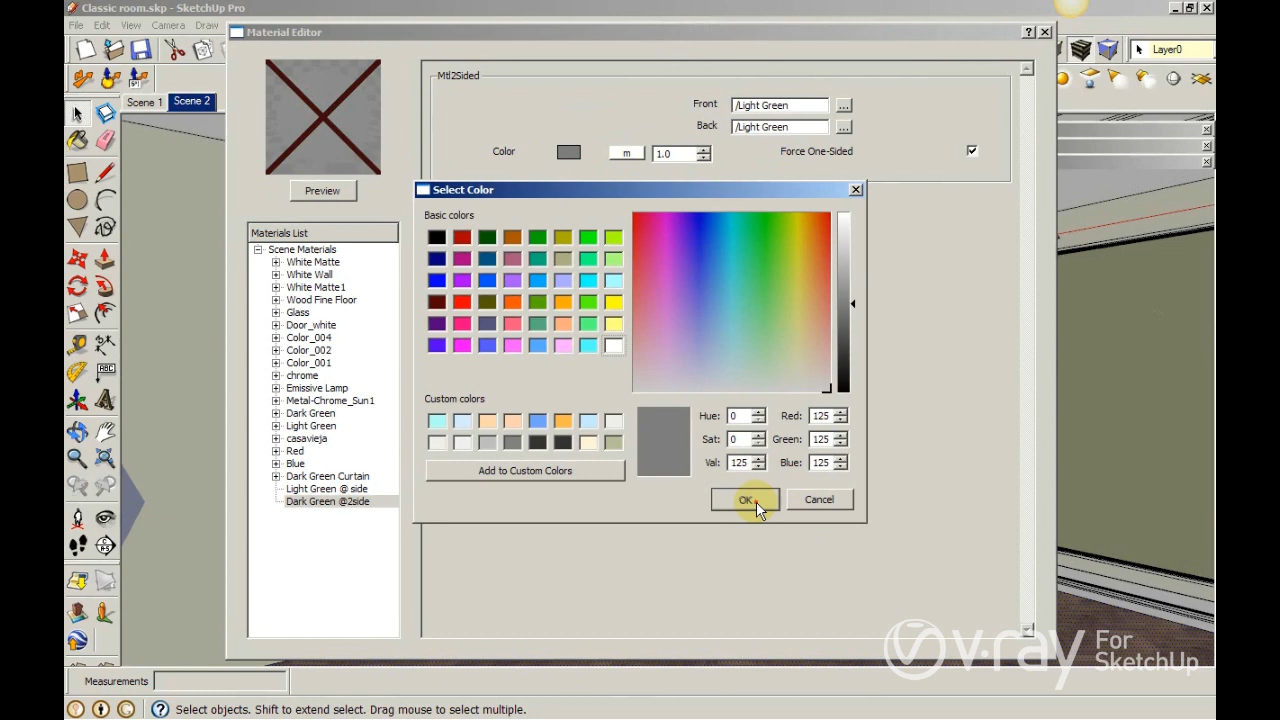 Classic room.skp - SketchUp Pro
File Edit View Camera Draw
Material Editor
Layer0
Scene 1 Scene 2
Mtl2Sided
Front /Light Green ...
Back /Light Green ...
Color m 1.0 Force One-Sided
Preview
Materials List
Scene Materials
White Matte
White Wall
White Matte1
Wood Fine Floor
Glass
Door_white
Color_004
Color_002
Color_001
chrome
Emissive Lamp
Metal-Chrome_Sun1
Dark Green
Light Green
casavieja
Red
Blue
Dark Green Curtain
Light Green @ side
Dark Green @2side
Select Color
Basic colors
Custom colors
Add to Custom Colors
Hue: 0 Red: 125
Sat: 0 Green: 125
Val: 125 Blue: 125
OK Cancel
v·ray For SketchUp
Measurements
Select objects. Shift to extend select. Drag mouse to select multiple.